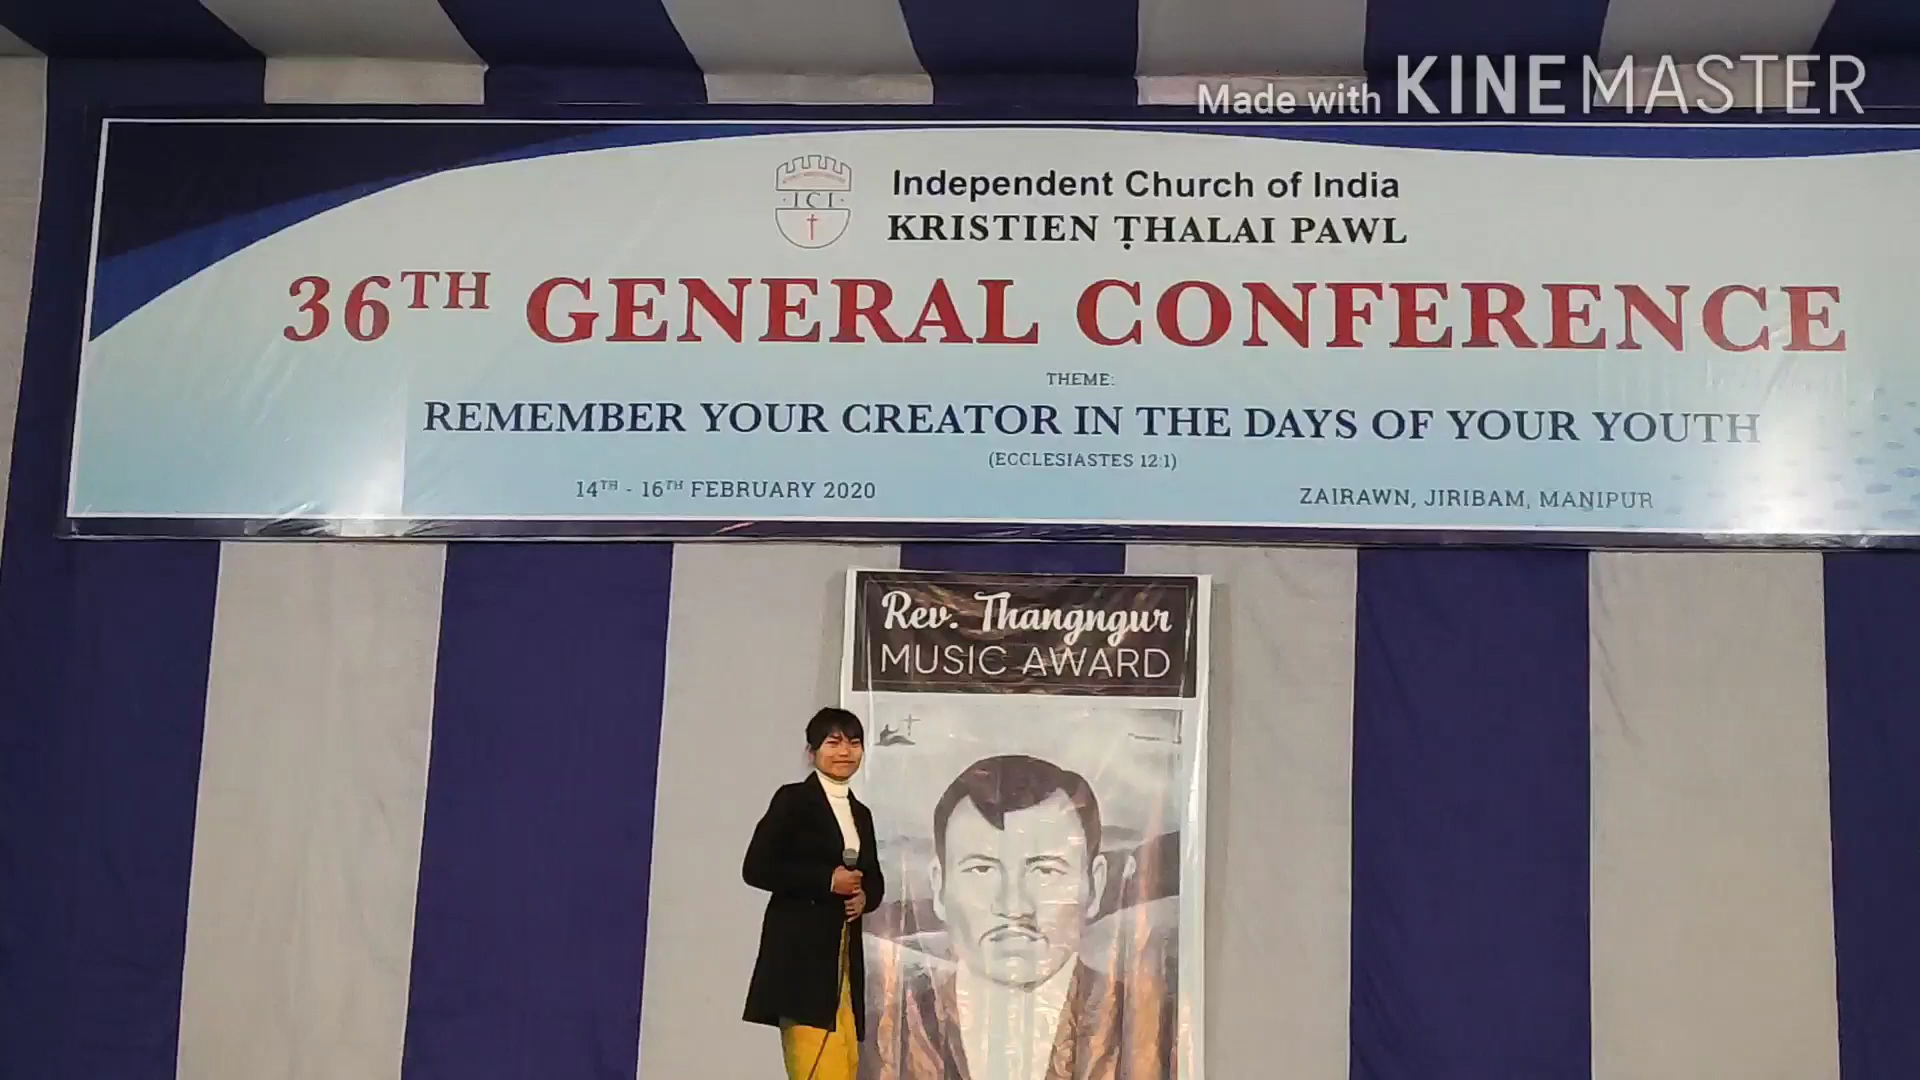 Made with KINEMASTER
Independent Church of India
·ICI·
KRISTIEN ṬHALAI PAWL
36TH GENERAL CONFERENCE
THEME:
REMEMBER YOUR CREATOR IN THE DAYS OF YOUR YOUTH
(ECCLESIASTES 12:1)
14TH - 16TH FEBRUARY 2020
ZAIRAWN, JIRIBAM, MANIPUR
Rev. Thangngur
MUSIC AWARD